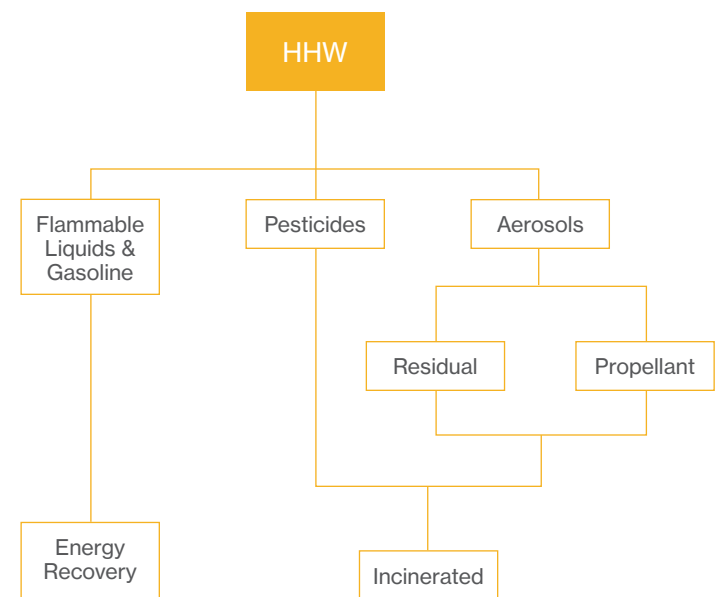 HHW
Flammable
Liquids &
Gasoline
Pesticides
Aerosols
Residual
Propellant
Energy
Recovery
Incinerated